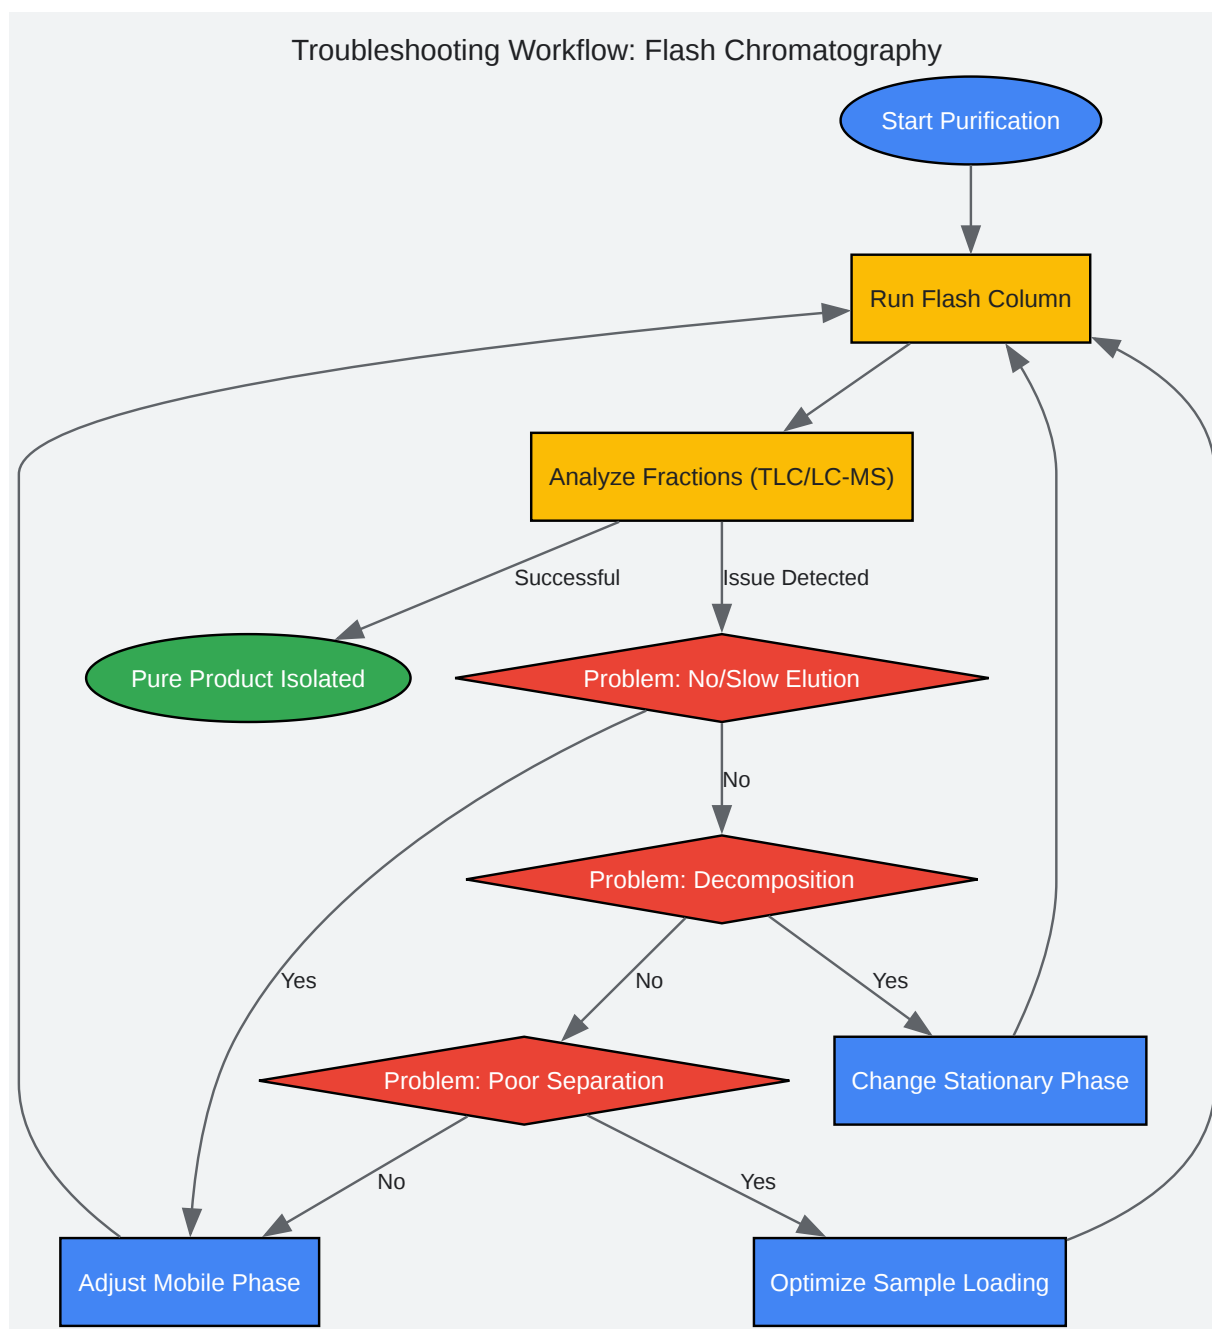 Troubleshooting Workflow: Flash Chromatography
Start Purification
Run Flash Column
Analyze Fractions (TLC/LC-MS)
Successful
Issue Detected
Pure Product Isolated
Problem: No/Slow Elution
No
Problem: Decomposition
Yes
No
Yes
Problem: Poor Separation
Change Stationary Phase
No
Yes
Adjust Mobile Phase
Optimize Sample Loading